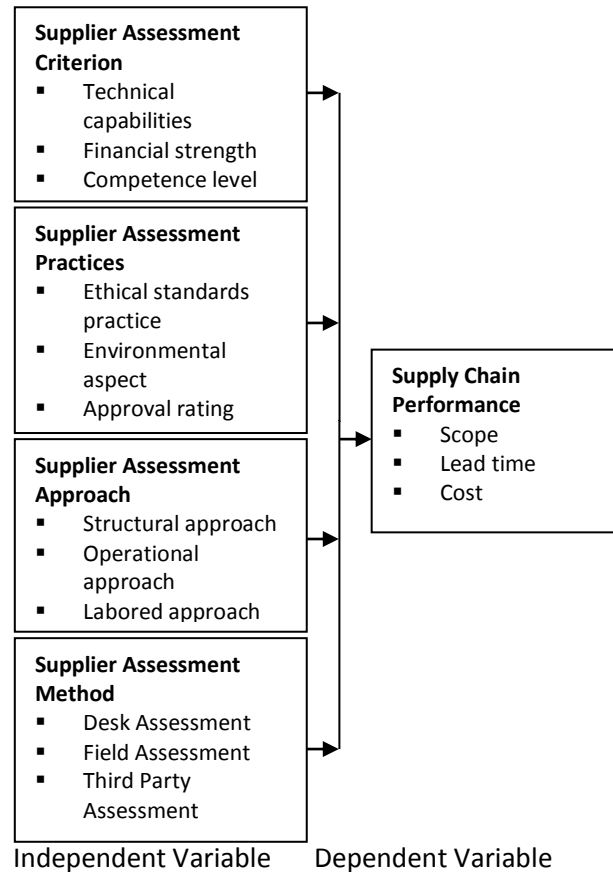 Supplier Assessment
Criterion
▪ Technical
capabilities
▪ Financial strength
▪ Competence level
Supplier Assessment
Practices
▪ Ethical standards
practice
▪ Environmental
aspect
▪ Approval rating
Supplier Assessment
Approach
▪ Structural approach
▪ Operational
approach
▪ Labored approach
Supplier Assessment
Method
▪ Desk Assessment
▪ Field Assessment
▪ Third Party
Assessment
Supply Chain
Performance
▪ Scope
▪ Lead time
▪ Cost
Independent Variable Dependent Variable